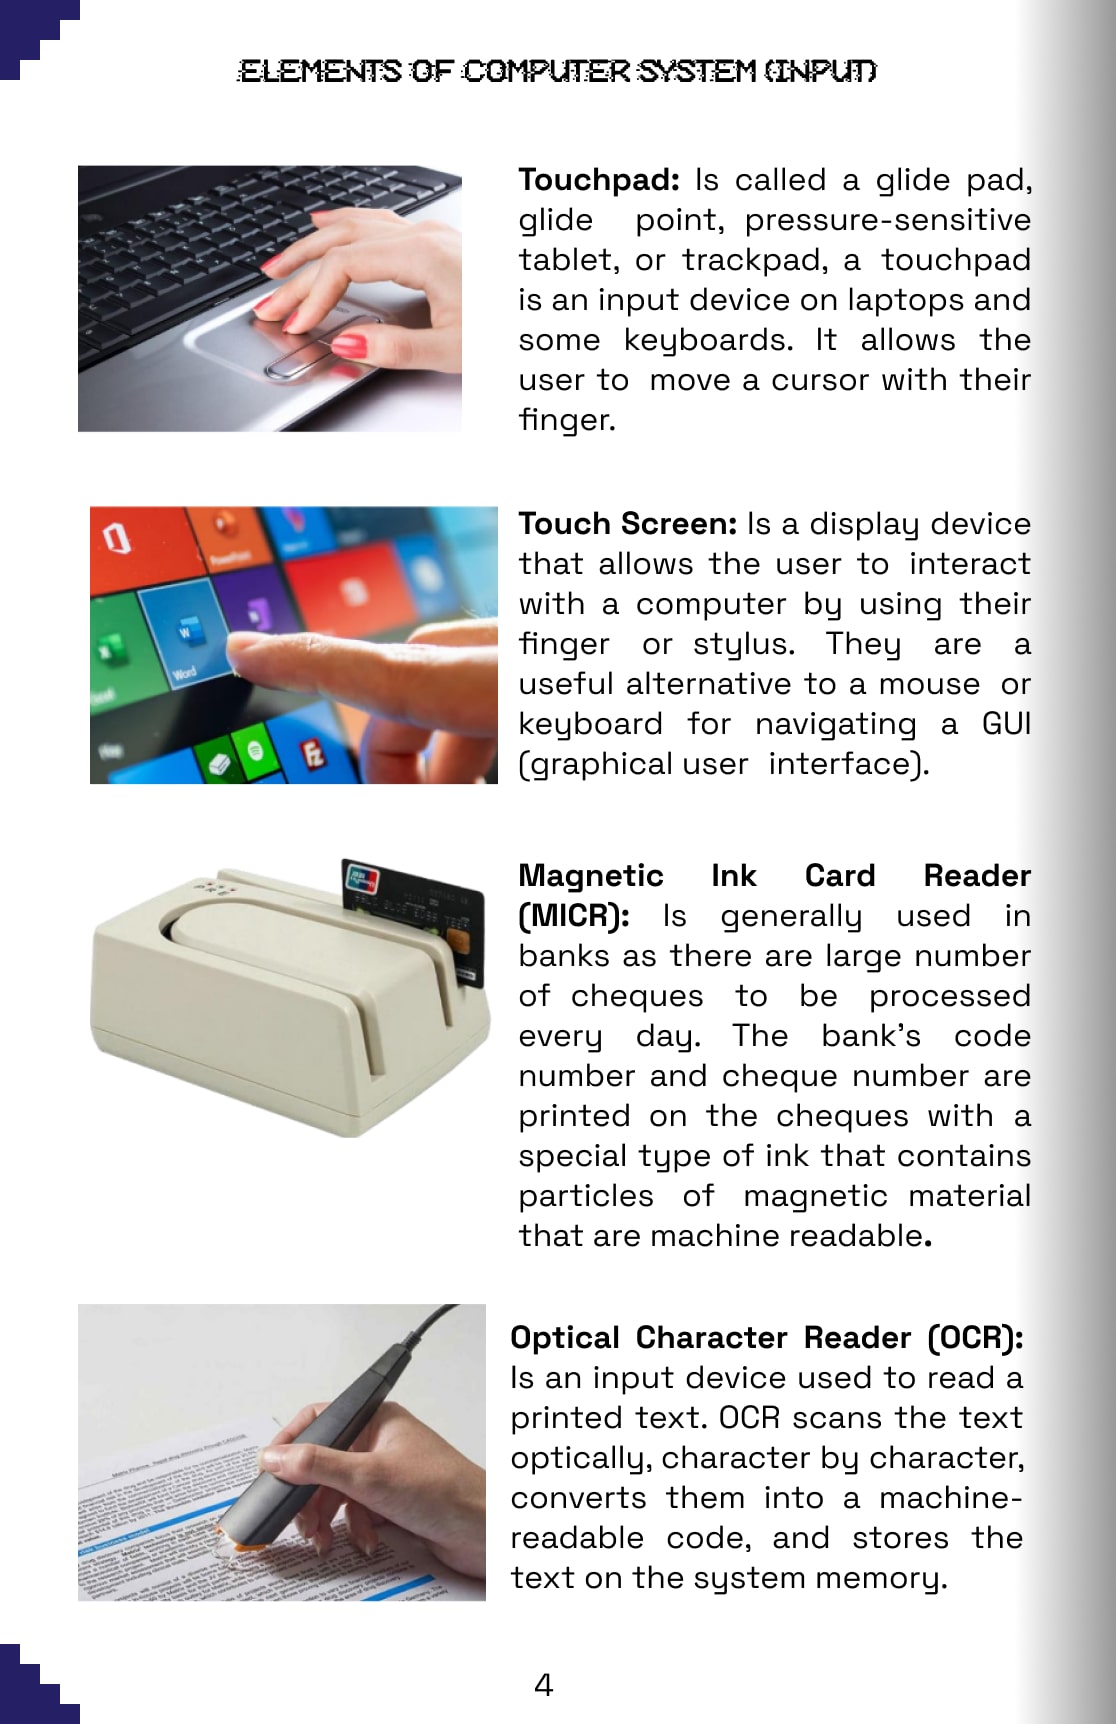 ELEMENTS OF COMPUTER SYSTEM (INPUT)
Touchpad: Is called a glide pad,
glide point, pressure-sensitive
tablet, or trackpad, a touchpad
is an input device on laptops and
some keyboards. It allows the
user to move a cursor with their
finger.
Touch Screen: Is a display device
that allows the user to interact
with a computer by using their
finger or stylus. They are a
useful alternative to a mouse or
keyboard for navigating a GUI
(graphical user interface).
PowerPoint
Word
Excel
Magnetic Ink Card Reader
(MICR): Is generally used in
banks as there are large number
of cheques to be processed
every day. The bank's code
number and cheque number are
printed on the cheques with a
special type of ink that contains
particles of magnetic material
that are machine readable.
Optical Character Reader (OCR):
Is an input device used to read a
printed text. OCR scans the text
optically, character by character,
converts them into a machine-
readable code, and stores the
text on the system memory.
4